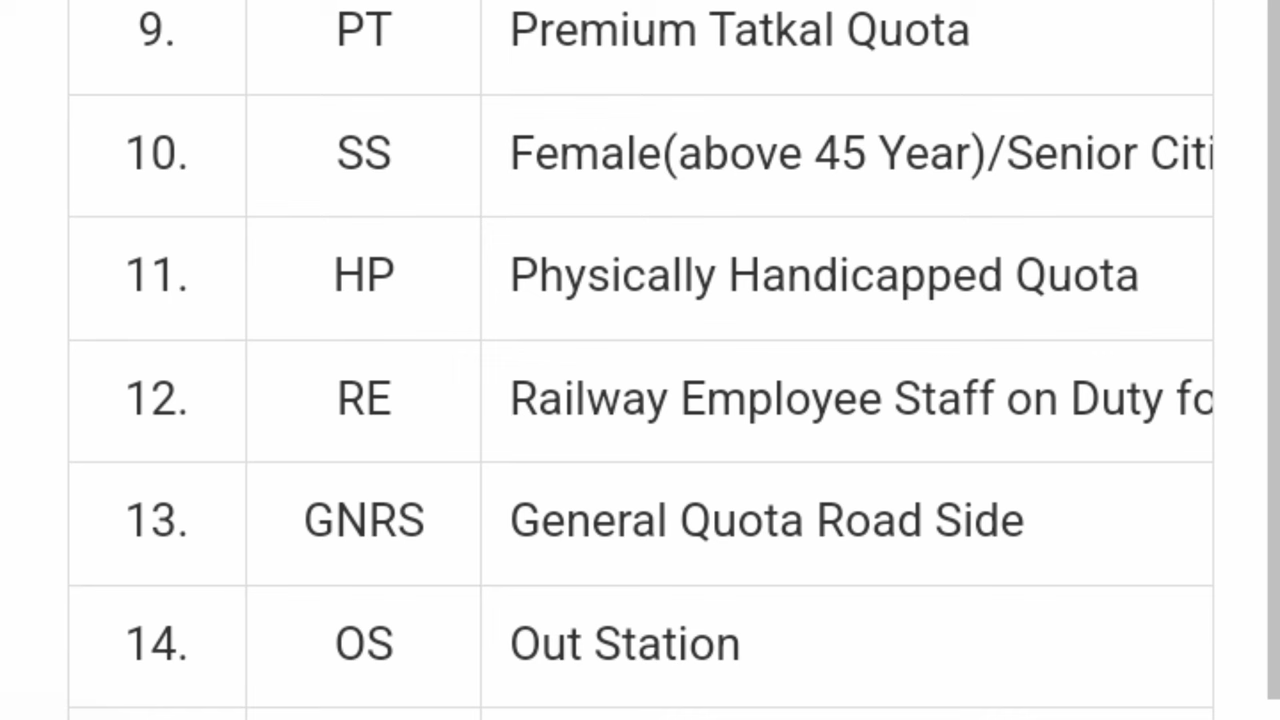 9. PT Premium Tatkal Quota
10. SS Female(above 45 Year)/Senior Citi
11. HP Physically Handicapped Quota
12. RE Railway Employee Staff on Duty fo
13. GNRS General Quota Road Side
14. OS Out Station